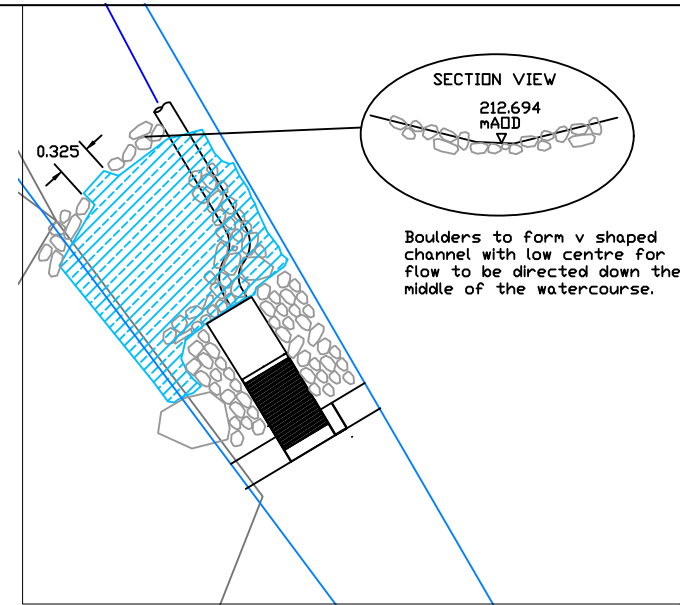 SECTION VIEW
212.694
mAOD
0.325
Boulders to form v shaped
channel with low centre for
flow to be directed down the
middle of the watercourse.